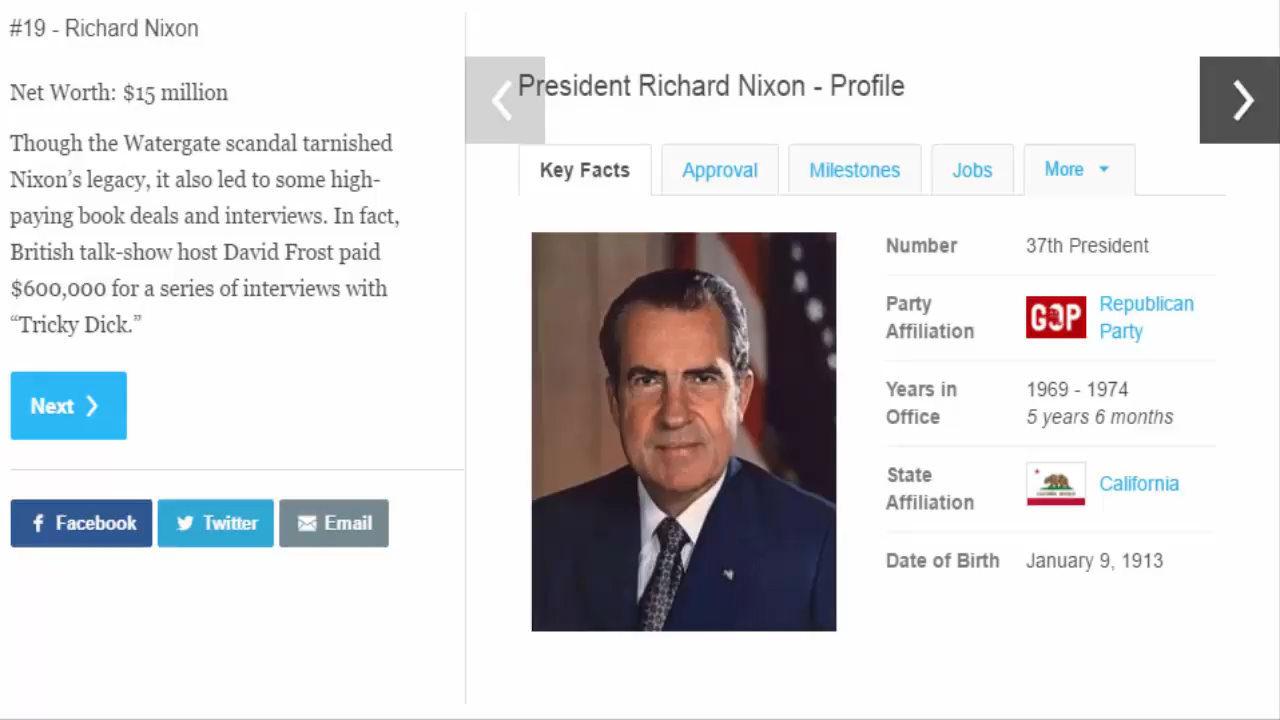 #19 - Richard Nixon
Net Worth: $15 million
Though the Watergate scandal tarnished
Nixon’s legacy, it also led to some high-
paying book deals and interviews. In fact,
British talk-show host David Frost paid
$600,000 for a series of interviews with
“Tricky Dick.”
Next
Facebook Twitter Email
President Richard Nixon - Profile
Key Facts Approval Milestones Jobs More
Number 37th President
Party
Affiliation
GOP
Republican
Party
Years in
Office
1969 - 1974
5 years 6 months
State
Affiliation
California
Date of Birth January 9, 1913